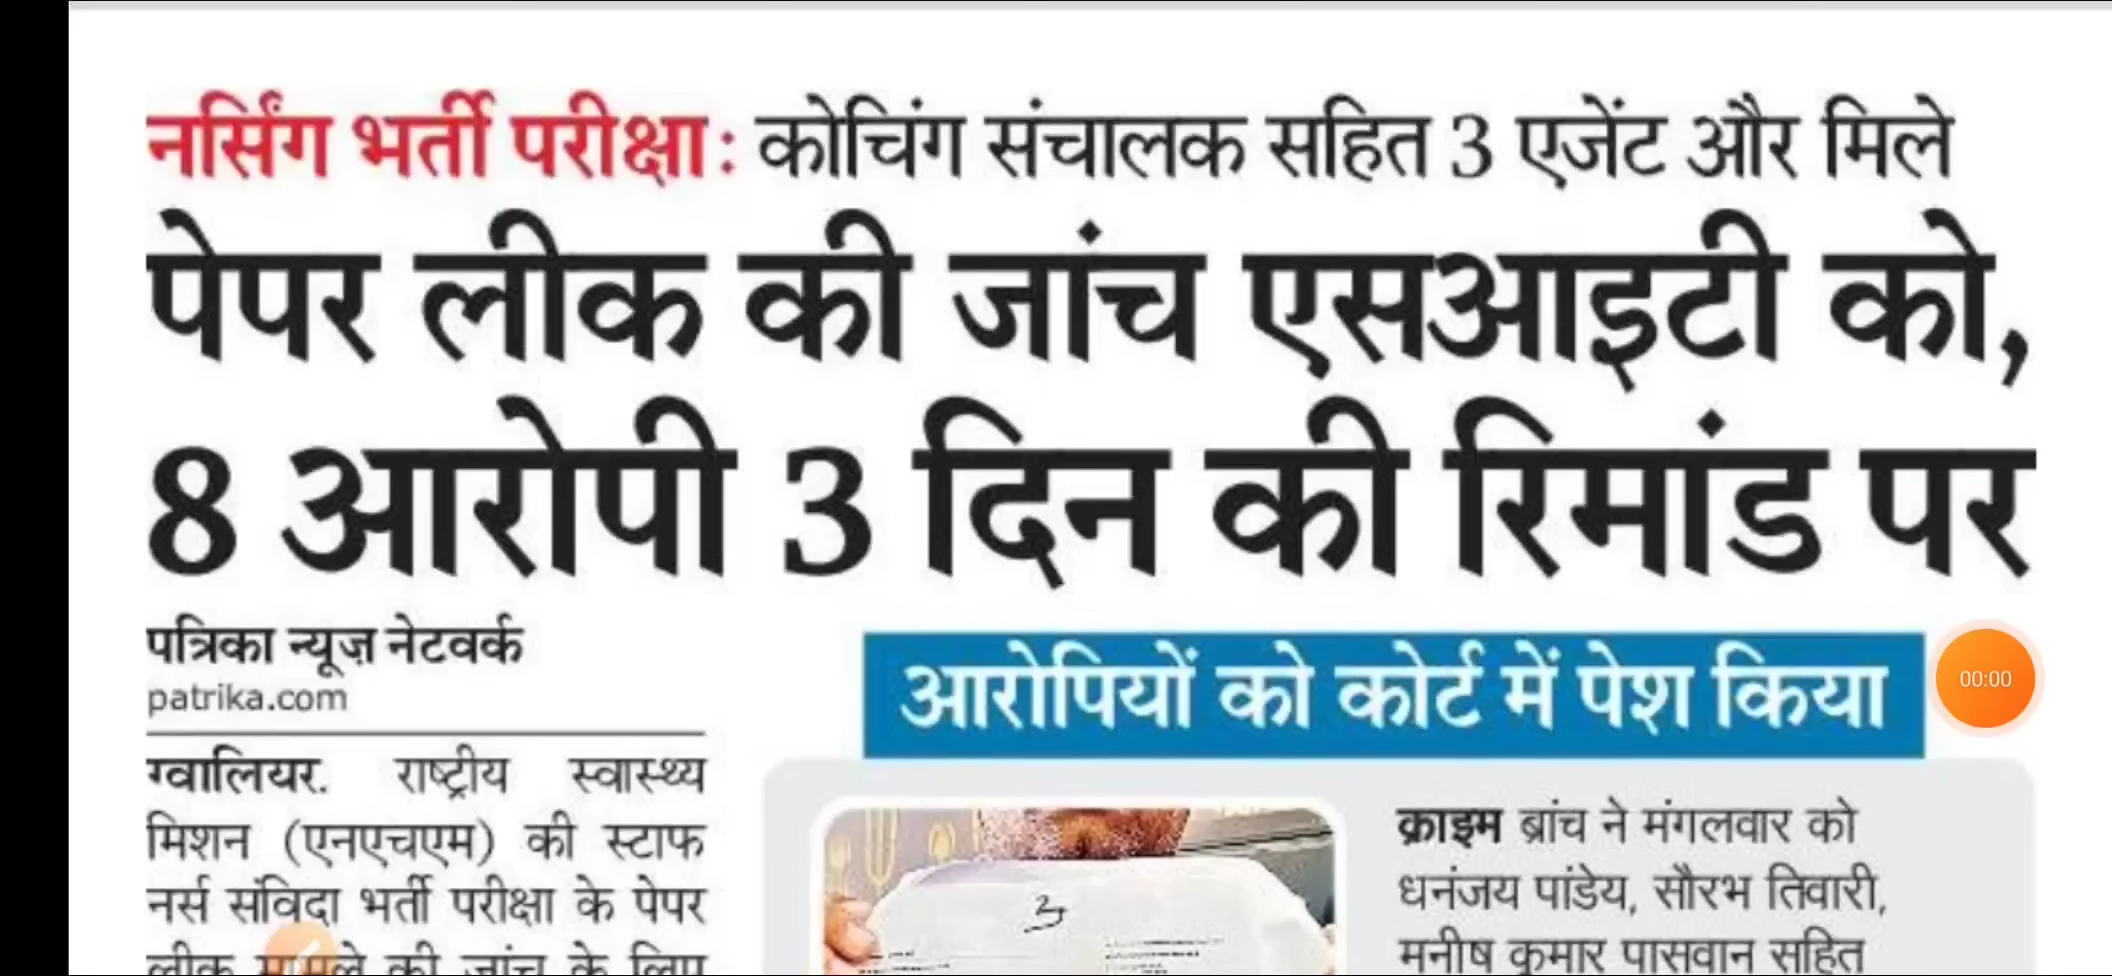 नर्सिंग भर्ती परीक्षा: कोचिंग संचालक सहित 3 एजेंट और मिले
पेपर लीक की जांच एसआइटी को,
8 आरोपी 3 दिन की रिमांड पर
पत्रिका न्यूज़ नेटवर्क
patrika.com
ग्वालियर. राष्ट्रीय स्वास्थ्य
मिशन (एनएचएम) की स्टाफ
नर्स संविदा भर्ती परीक्षा के पेपर
लीक मामले की जांच के लिए
आरोपियों को कोर्ट में पेश किया
00:00
क्राइम ब्रांच ने मंगलवार को
धनंजय पांडेय, सौरभ तिवारी,
मनीष कुमार पासवान सहित